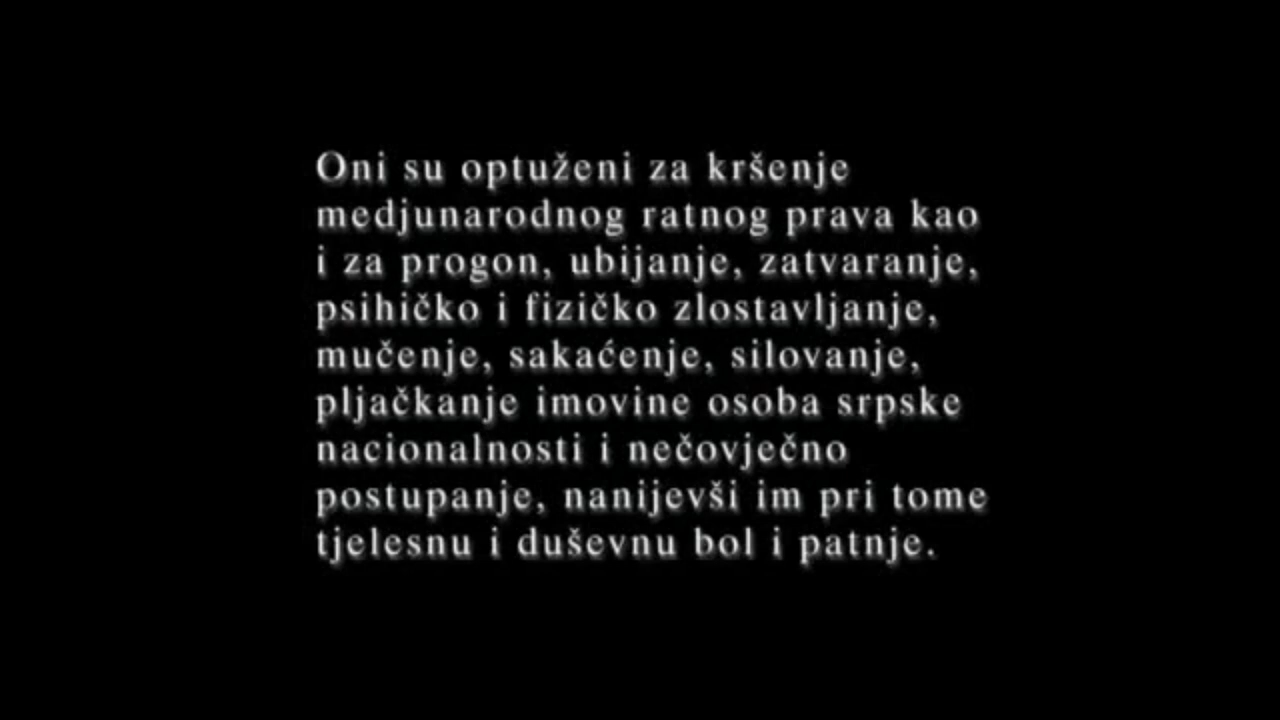 Oni su optuženi za kršenje
medjunarodnog ratnog prava kao
i za progon, ubijanje, zatvaranje,
psihičko i fizičko zlostavljanje,
mučenje, sakaćenje, silovanje,
pljačkanje imovine osoba srpske
nacionalnosti i nečovječno
postupanje, nanijevši im pri tome
tjelesnu i duševnu bol i patnje.